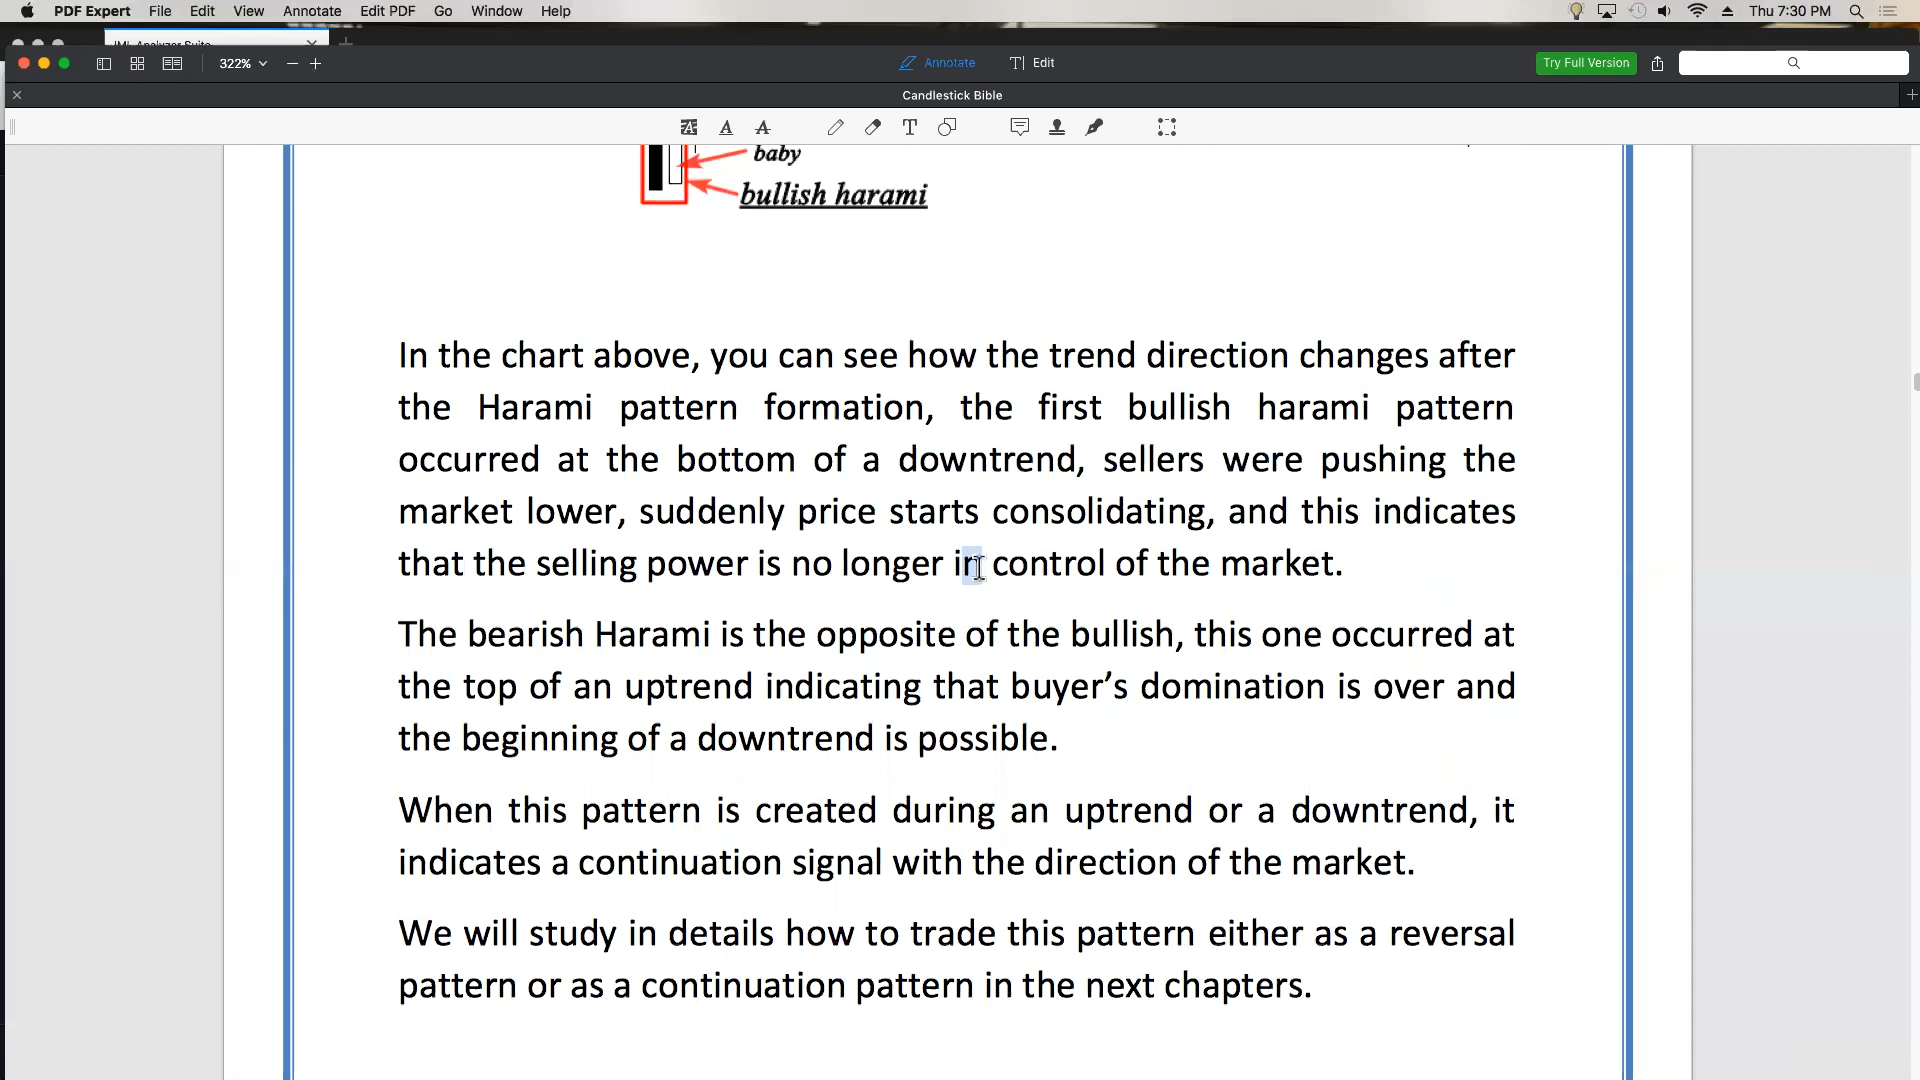 PDF Expert File Edit View Annotate Edit PDF Go Window Help Thu 7:30 PM
IML Analyzer Suite
322% Annotate T| Edit Try Full Version
Candlestick Bible
baby
bullish harami
In the chart above, you can see how the trend direction changes after
the Harami pattern formation, the first bullish harami pattern
occurred at the bottom of a downtrend, sellers were pushing the
market lower, suddenly price starts consolidating, and this indicates
that the selling power is no longer in control of the market.
The bearish Harami is the opposite of the bullish, this one occurred at
the top of an uptrend indicating that buyer’s domination is over and
the beginning of a downtrend is possible.
When this pattern is created during an uptrend or a downtrend, it
indicates a continuation signal with the direction of the market.
We will study in details how to trade this pattern either as a reversal
pattern or as a continuation pattern in the next chapters.